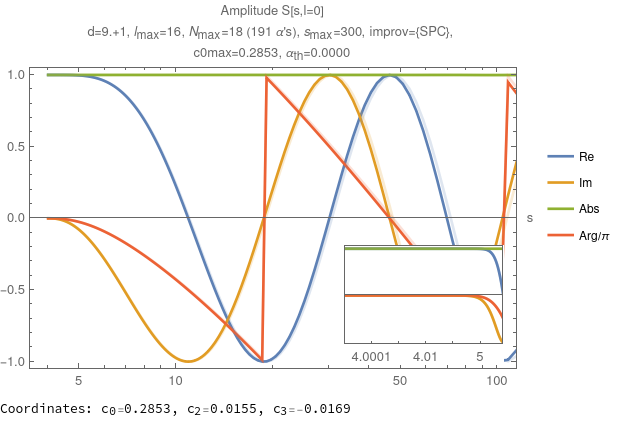 Amplitude S[s,l=0]
d=9.+1, lmax=16, Nmax=18 (191 α's), smax=300, improv={SPC},
c0max=0.2853, αth=0.0000
1.0
0.5
0.0
−0.5
−1.0
5
10
50
100
s
Re
Im
Abs
Arg/π
4.0001
4.01
5
Coordinates: c0=0.2853, c2=0.0155, c3=-0.0169